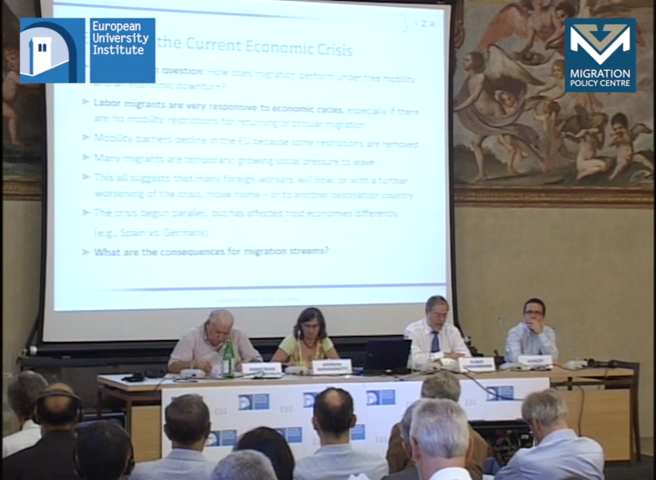 European
University
Institute
I Z A
MIGRATION
POLICY CENTRE
the Current Economic Crisis
question: How does migration perform under free mobility
and an economic downturn?
➤ Labor migrants are very responsive to economic cycles, especially if there
are no mobility restrictions for returning or circular migration
➤ Mobility barriers decline in the EU because some restrictions are removed
➤ Many migrants are temporary; growing social pressure to leave
➤ This all suggests that many foreign workers will now, or with a further
worsening of the crisis, move home – or to another destination country
➤ The crisis begun parallel, but has affected host economies differently
(e.g., Spain vs. Germany)
➤ What are the consequences for migration streams?
EUI